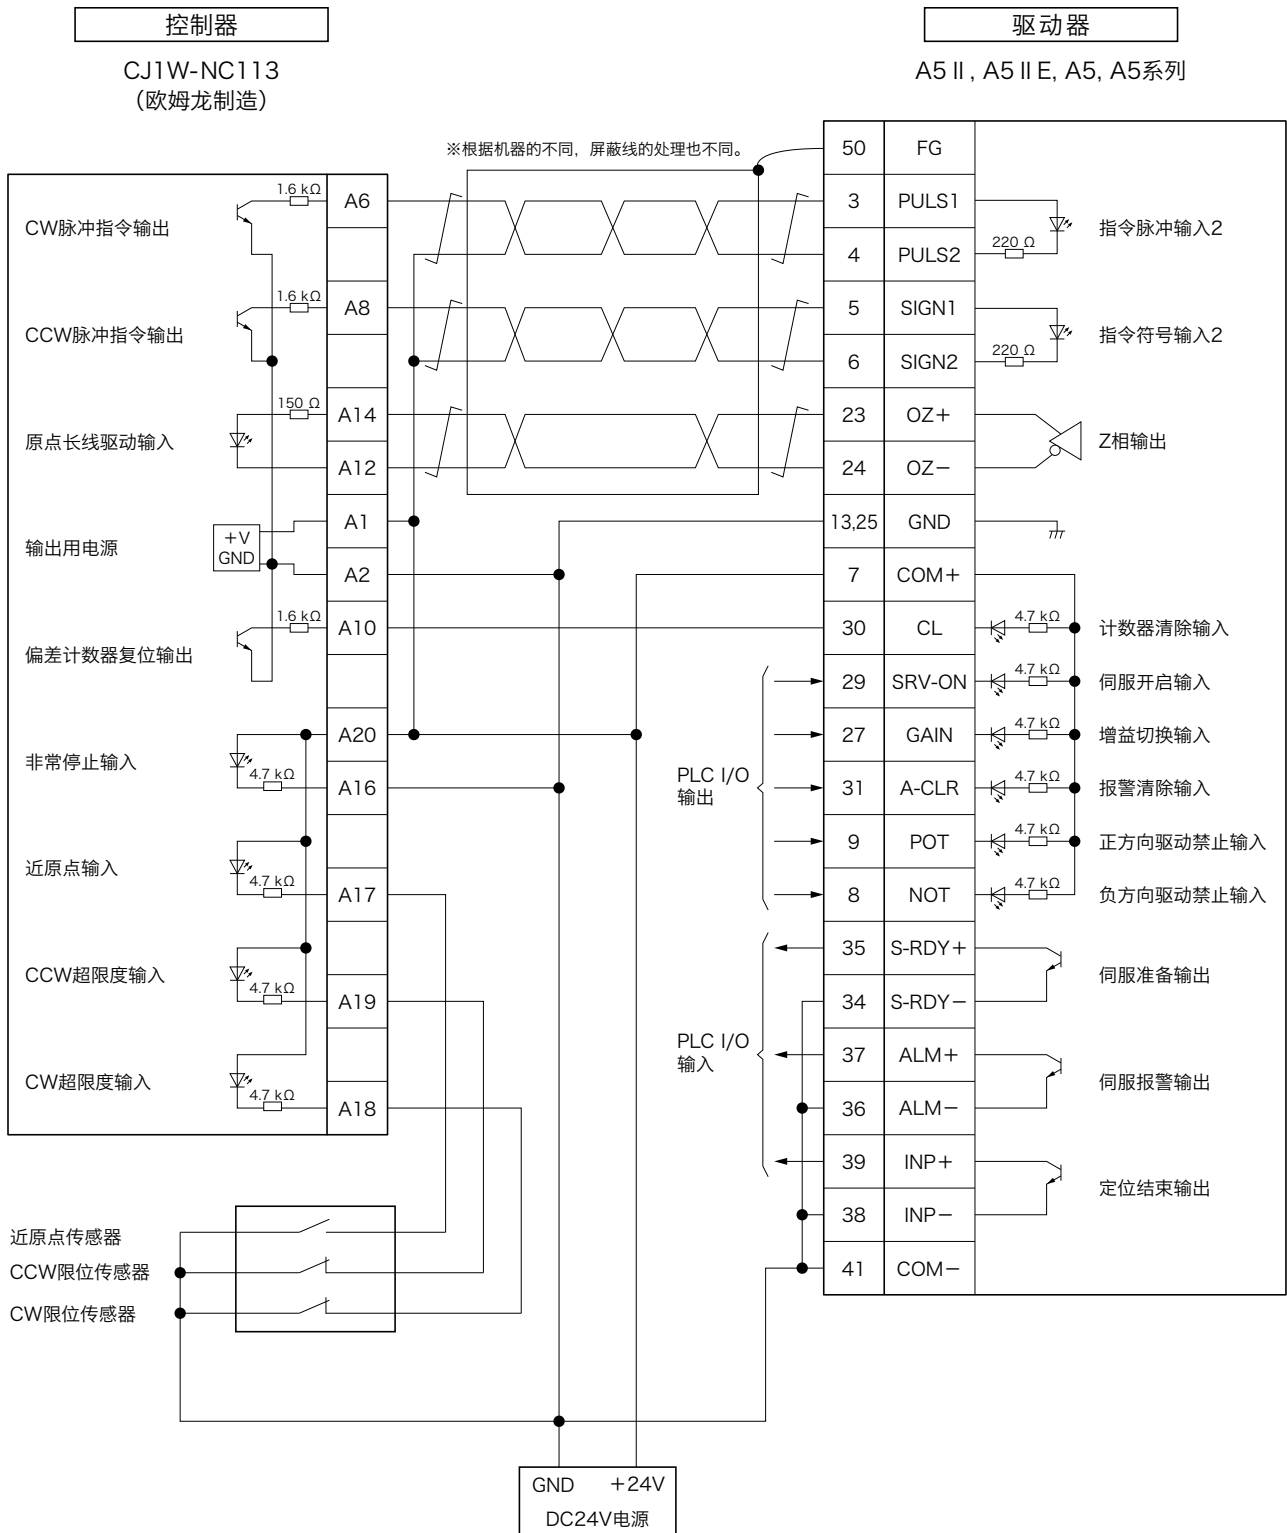 控制器
CJ1W-NC113
（欧姆龙制造）
驱动器
A5Ⅱ, A5ⅡE, A5, A5系列
※根据机器的不同，屏蔽线的处理也不同。
CW脉冲指令输出
1.6 kΩ
A6
CCW脉冲指令输出
1.6 kΩ
A8
原点长线驱动输入
150 Ω
A14
A12
输出用电源
+V
GND
A1
A2
偏差计数器复位输出
1.6 kΩ
A10
非常停止输入
4.7 kΩ
A20
A16
近原点输入
4.7 kΩ
A17
CCW超限度输入
4.7 kΩ
A19
CW超限度输入
4.7 kΩ
A18
50 FG
3 PULS1
4 PULS2
220 Ω
指令脉冲输入2
5 SIGN1
6 SIGN2
220 Ω
指令符号输入2
23 OZ+
24 OZ−
Z相输出
13,25 GND
7 COM+
30 CL 4.7 kΩ 计数器清除输入
29 SRV-ON 4.7 kΩ 伺服开启输入
27 GAIN 4.7 kΩ 增益切换输入
31 A-CLR 4.7 kΩ 报警清除输入
9 POT 4.7 kΩ 正方向驱动禁止输入
8 NOT 4.7 kΩ 负方向驱动禁止输入
PLC I/O
输出
35 S-RDY+
34 S-RDY−
伺服准备输出
PLC I/O
输入
37 ALM+
36 ALM−
伺服报警输出
39 INP+
38 INP−
定位结束输出
41 COM−
近原点传感器
CCW限位传感器
CW限位传感器
GND +24V
DC24V电源